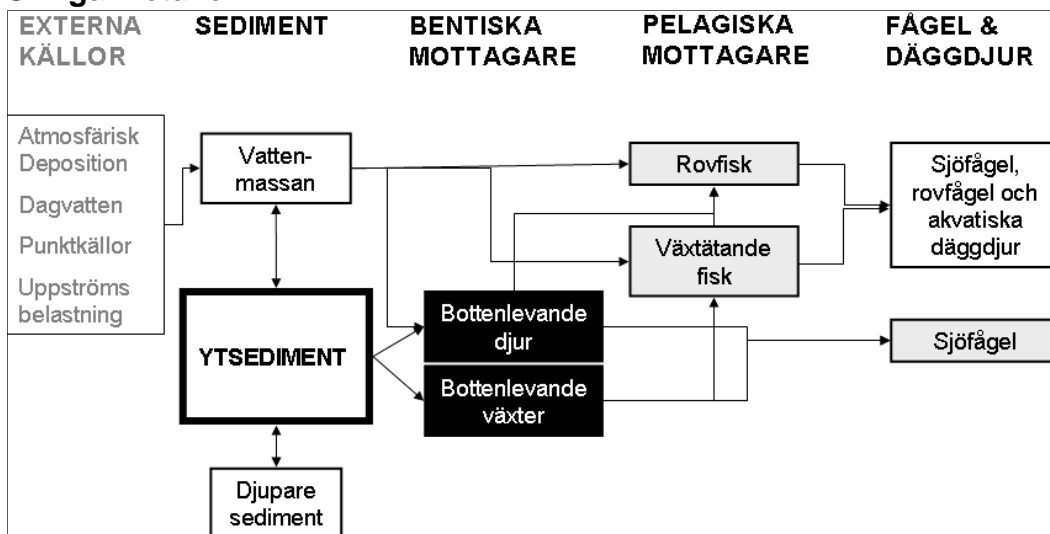 EXTERNA
KÄLLOR
SEDIMENT
BENTISKA
MOTTAGARE
PELAGISKA
MOTTAGARE
FÅGEL &
DÄGGDJUR
Atmosfärisk
Deposition
Dagvatten
Punktkällor
Uppströms
belastning
Vatten-
massan
YTSEDIMENT
Djupare
sediment
Bottenlevande
djur
Bottenlevande
växter
Rovfisk
Växtätande
fisk
Sjöfågel,
rovfågel och
akvatiska
däggdjur
Sjöfågel